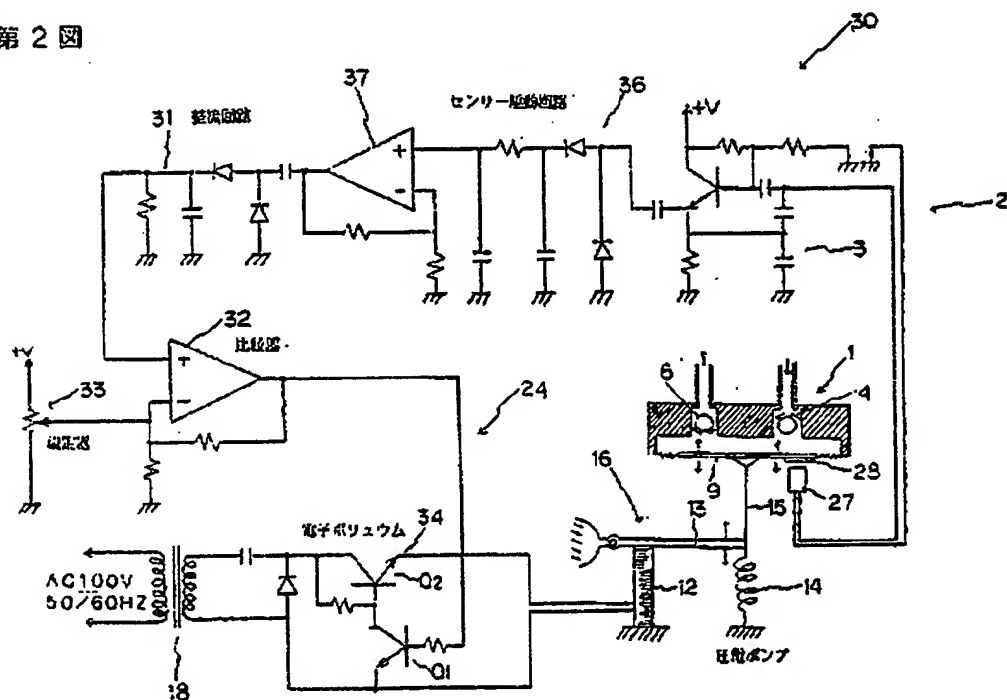 第2図
30
37
センサー駆動回路
36
31 整流回路
+V
2
3
32
比較器
+V
33
設定器
24
1
6
4
9
28
27
16
13
15
電子ボリュウム
34
Q2
12
14
AC100V
50/60HZ
Q1
圧電ポンプ
18